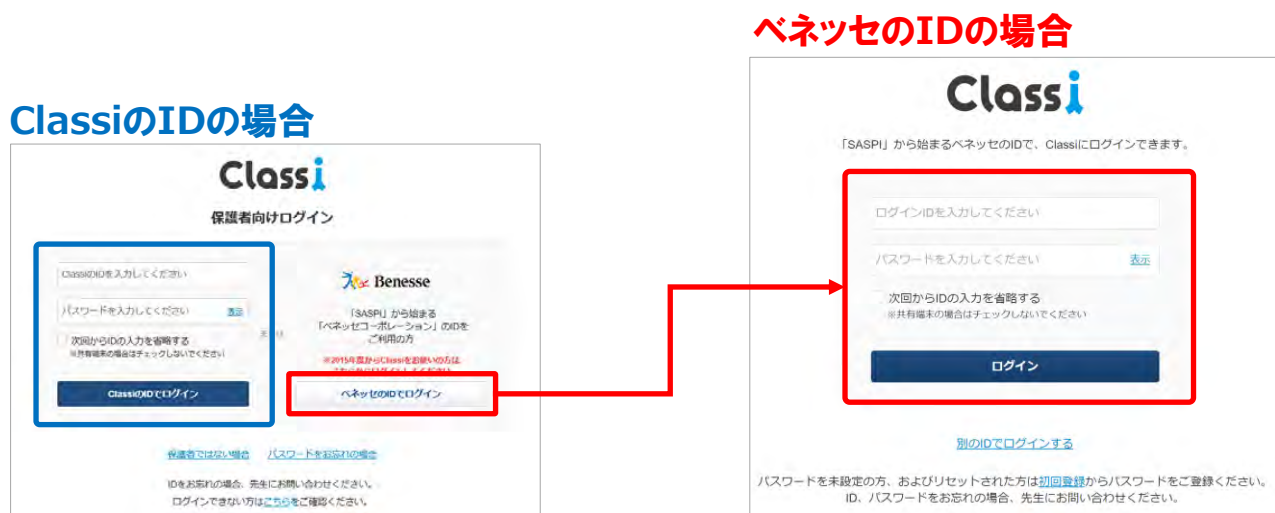 ClassiのIDの場合
Classi
保護者向けログイン
ClassiのIDを入力してください
パスワードを入力してください 表示
次回からIDの入力を省略する
※共有端末の場合はチェックしないでください
ClassiのIDでログイン
Benesse
「SASPI」から始まる
「ベネッセコーポレーション」のIDを
ご利用の方
※2015年度からClassiをお使いの方は
ベネッセのIDでログイン
保護者ではない場合 パスワードをお忘れの場合
IDをお忘れの場合、先生にお問い合わせください。
ログインできない方はこちらをご確認ください。
ベネッセのIDの場合
Classi
「SASPI」から始まるベネッセのIDで、Classiにログインできます。
ログインIDを入力してください
パスワードを入力してください 表示
次回からIDの入力を省略する
※共有端末の場合はチェックしないでください
ログイン
別のIDでログインする
パスワードを未設定の方、およびリセットされた方は初回登録からパスワードをご登録ください。
ID、パスワードをお忘れの場合、先生にお問い合わせください。